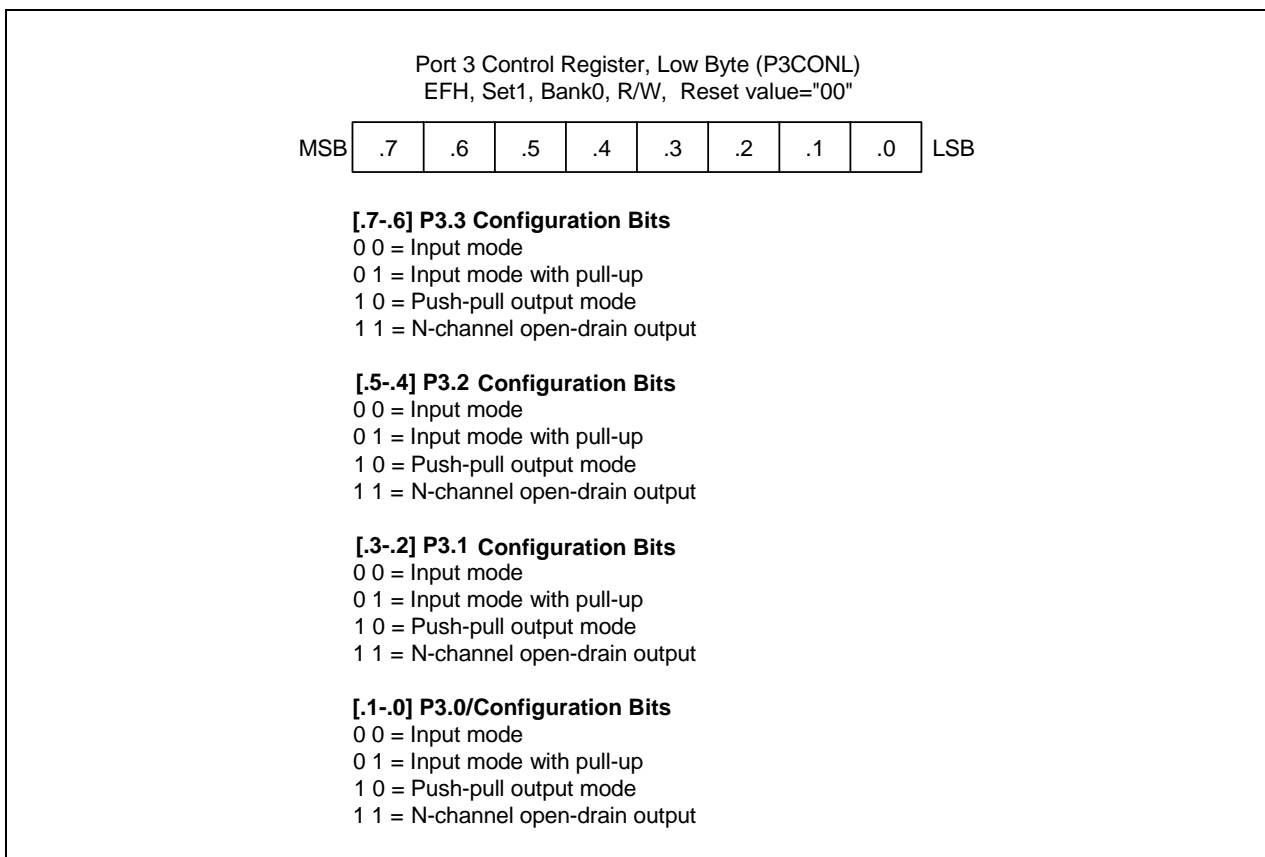 Port 3 Control Register, Low Byte (P3CONL)
EFH, Set1, Bank0, R/W, Reset value="00"
MSB .7 .6 .5 .4 .3 .2 .1 .0 LSB
[.7-.6] P3.3 Configuration Bits
0 0 = Input mode
0 1 = Input mode with pull-up
1 0 = Push-pull output mode
1 1 = N-channel open-drain output
[.5-.4] P3.2 Configuration Bits
0 0 = Input mode
0 1 = Input mode with pull-up
1 0 = Push-pull output mode
1 1 = N-channel open-drain output
[.3-.2] P3.1 Configuration Bits
0 0 = Input mode
0 1 = Input mode with pull-up
1 0 = Push-pull output mode
1 1 = N-channel open-drain output
[.1-.0] P3.0/Configuration Bits
0 0 = Input mode
0 1 = Input mode with pull-up
1 0 = Push-pull output mode
1 1 = N-channel open-drain output